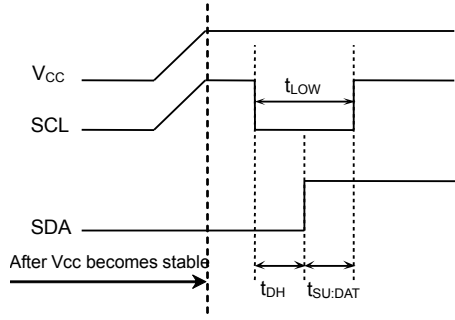 VCC
tLOW
SCL
SDA
After Vcc becomes stable
tDH
tSU:DAT